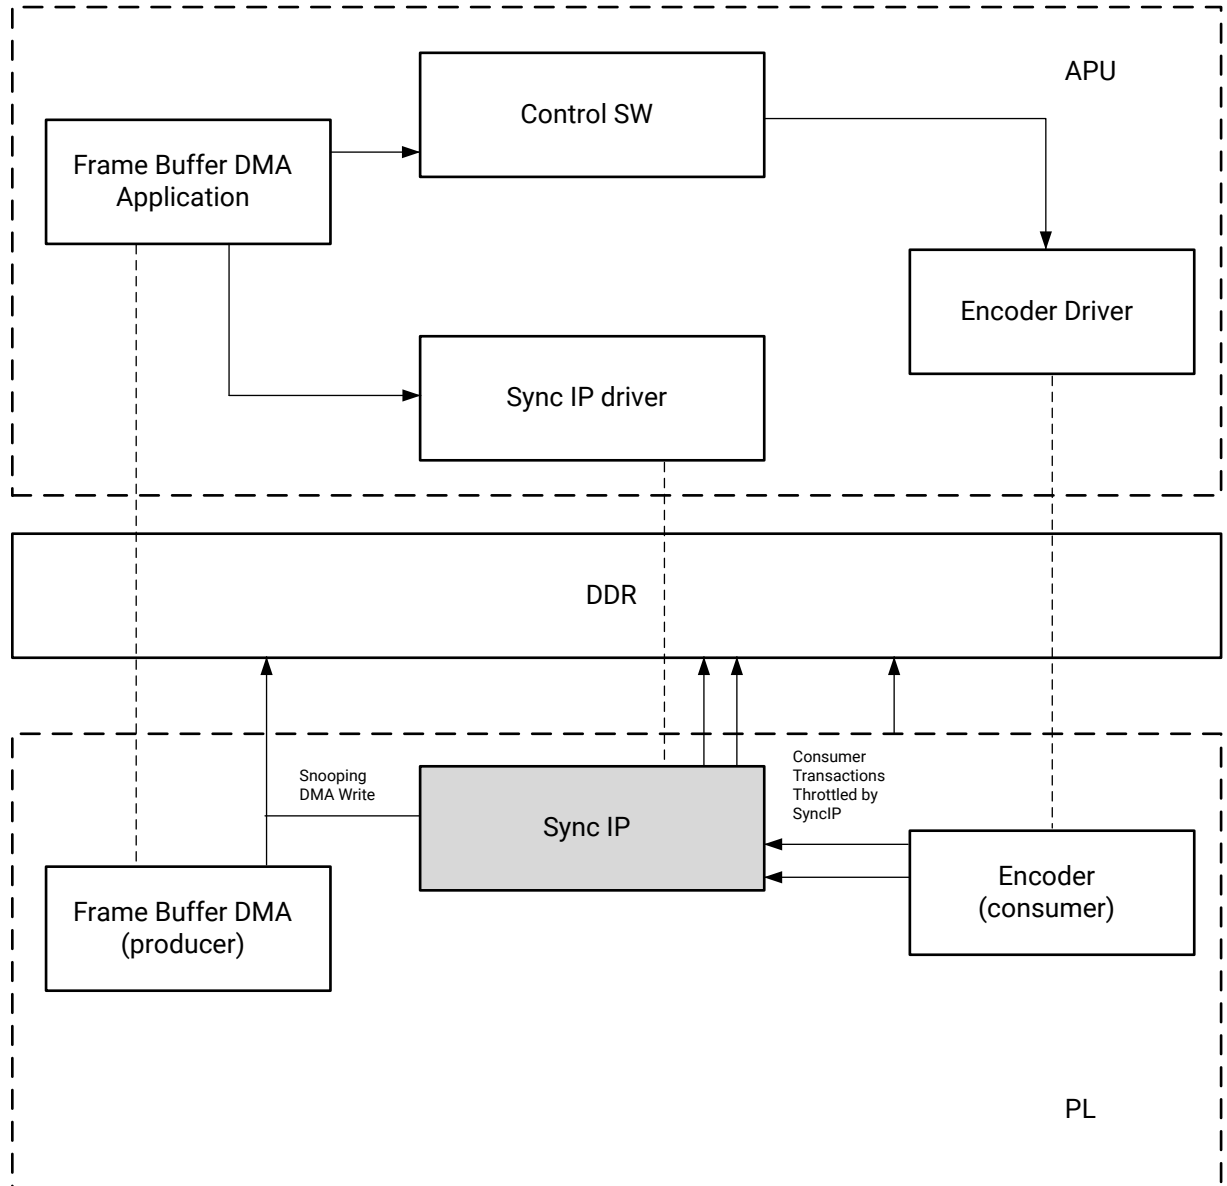 APU
Control SW
Frame Buffer DMA
Application
Encoder Driver
Sync IP driver
DDR
Snooping
DMA Write
Consumer
Transactions
Throttled by
SyncIP
Sync IP
Encoder
(consumer)
Frame Buffer DMA
(producer)
PL